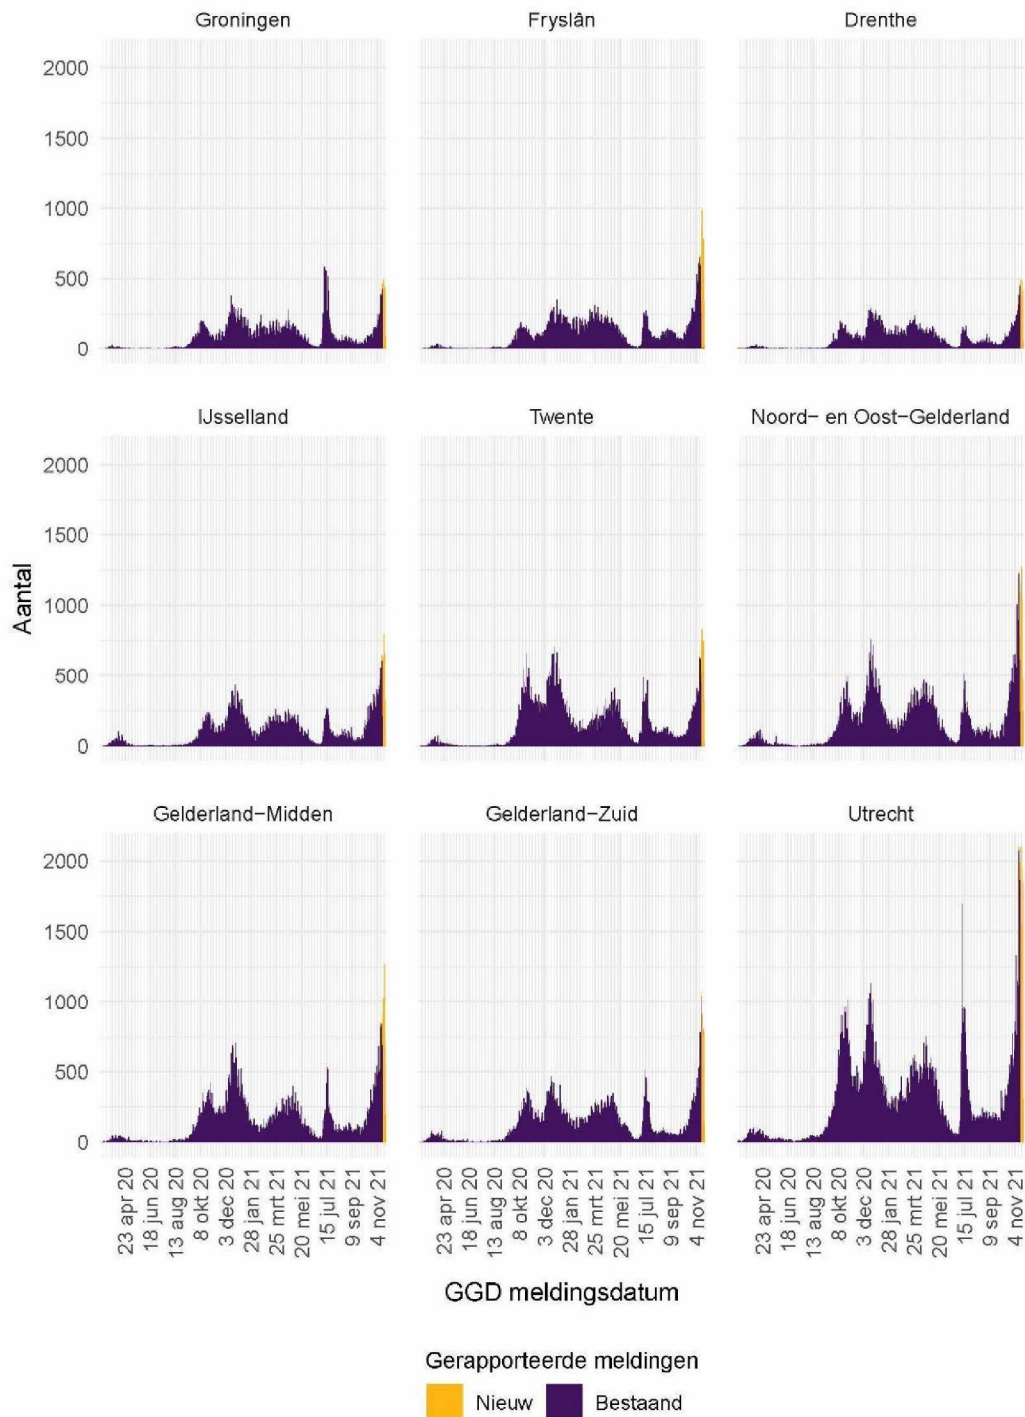 Groningen Fryslân Drenthe
2000
1500
1000
500
0
IJsselland Twente Noord- en Oost-Gelderland
2000
1500
1000
500
0
Aantal
Gelderland-Midden Gelderland-Zuid Utrecht
2000
1500
1000
500
0
23 apr 20 18 jun 20 13 aug 20 8 okt 20 3 dec 20 28 jan 21 25 mrt 21 20 mei 21 15 jul 21 9 sep 21 4 nov 21 23 apr 20 18 jun 20 13 aug 20 8 okt 20 3 dec 20 28 jan 21 25 mrt 21 20 mei 21 15 jul 21 9 sep 21 4 nov 21 23 apr 20 18 jun 20 13 aug 20 8 okt 20 3 dec 20 28 jan 21 25 mrt 21 20 mei 21 15 jul 21 9 sep 21 4 nov 21
GGD meldingsdatum
Gerapporteerde meldingen
Nieuw Bestaand